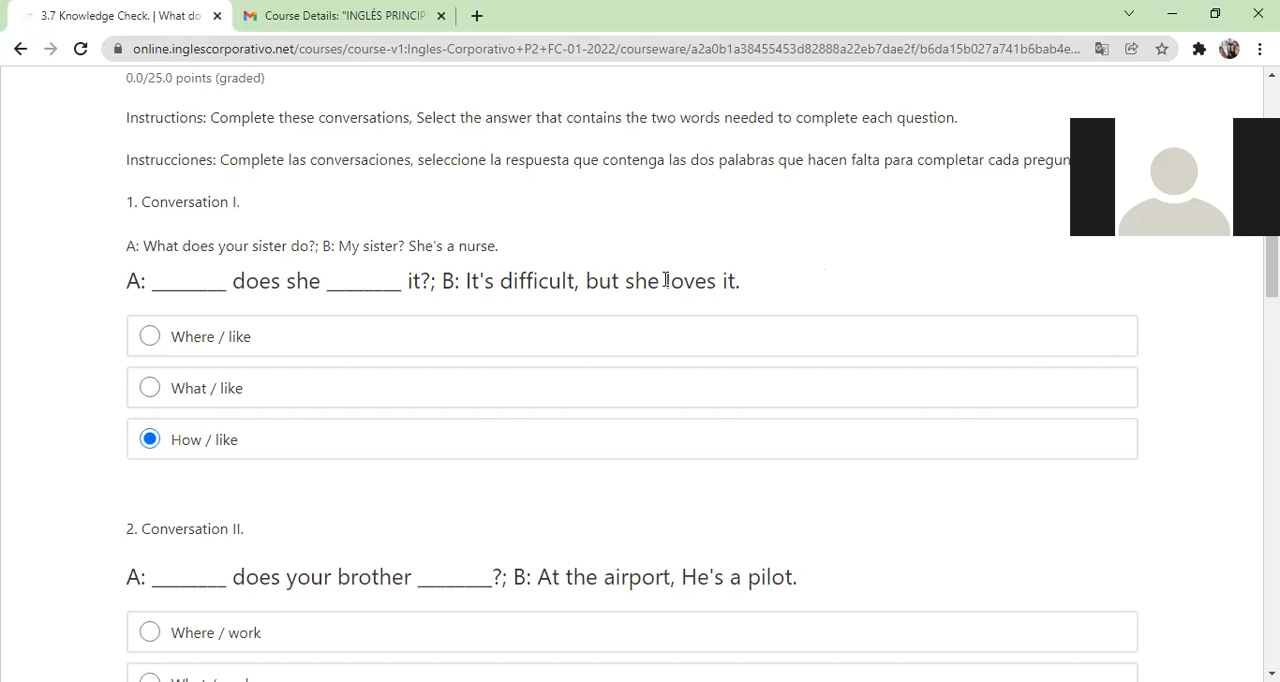 3.7 Knowledge Check. | What do
Course Details: "INGLÉS PRINCIP
online.inglescorporativo.net/courses/course-v1:Ingles-Corporativo+P2+FC-01-2022/courseware/a2a0b1a38455453d82888a22eb7dae2f/b6da15b027a741b6bab4e...
0.0/25.0 points (graded)
Instructions: Complete these conversations, Select the answer that contains the two words needed to complete each question.
Instrucciones: Complete las conversaciones, seleccione la respuesta que contenga las dos palabras que hacen falta para completar cada pregun
1. Conversation I.
A: What does your sister do?; B: My sister? She's a nurse.
A: ________ does she ________ it?; B: It's difficult, but she loves it.
Where / like
What / like
How / like
2. Conversation II.
A: ________ does your brother ________?; B: At the airport, He's a pilot.
Where / work